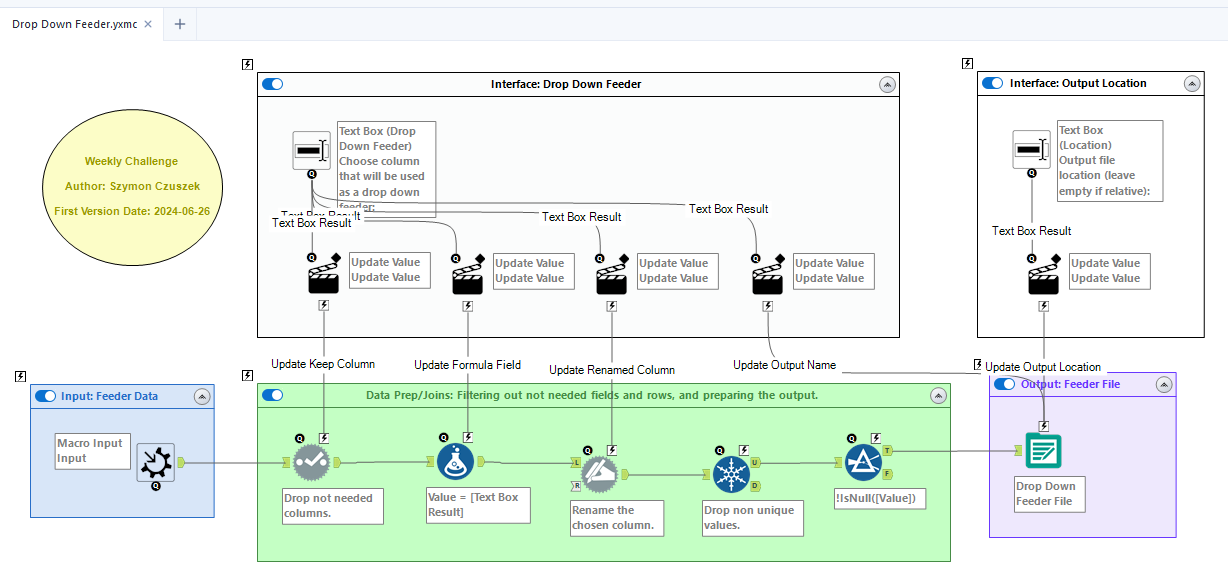 Drop Down Feeder.yxmc
Weekly Challenge
Author: Szymon Czuszek
First Version Date: 2024-06-26
Interface: Drop Down Feeder
Text Box (Drop
Down Feeder)
Choose column
that will be used
as a drop down
feeder:
Text Box Result
Text Box Result
Text Box Result
Text Box Result
Update Value
Update Value
Update Value
Update Value
Update Value
Update Value
Update Value
Update Value
Interface: Output Location
Text Box
(Location)
Output file
location (leave
empty if relative):
Text Box Result
Update Value
Update Value
Update Keep Column
Update Formula Field
Update Renamed Column
Update Output Name
Update Output Location
Input: Feeder Data
Macro Input
Input
Data Prep/Joins: Filtering out not needed fields and rows, and preparing the output.
Drop not needed
columns.
Value = [Text Box
Result]
L
R
Rename the
chosen column.
U
D
Drop non unique
values.
T
F
!IsNull([Value])
Output: Feeder File
Drop Down
Feeder File